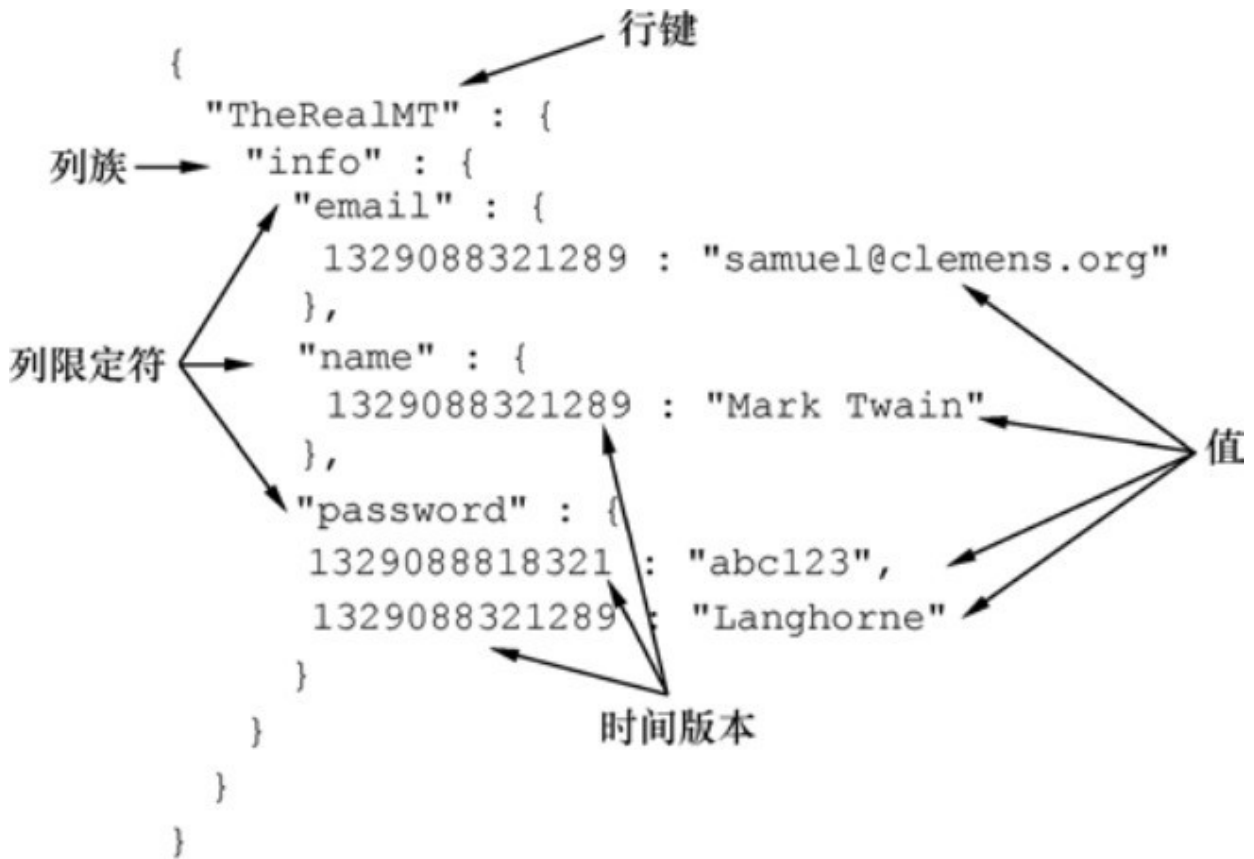 行键
{
"TheRealMT" : {
列族 "info" : {
"email" : {
1329088321289 : "samuel@clemens.org"
},
列限定符 "name" : {
1329088321289 : "Mark Twain"
},
值
"password" : {
1329088818321 : "abc123",
1329088321289 : "Langhorne"
}
时间版本
}
}
}